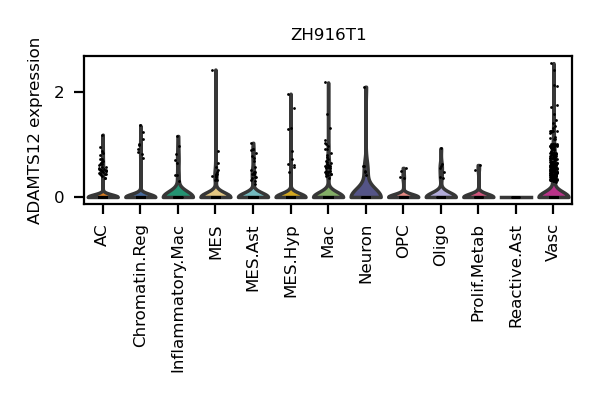 ZH916T1
ADAMTS12 expression
2
0
AC
Chromatin.Reg
Inflammatory.Mac
MES
MES.Ast
MES.Hyp
Mac
Neuron
OPC
Oligo
Prolif.Metab
Reactive.Ast
Vasc